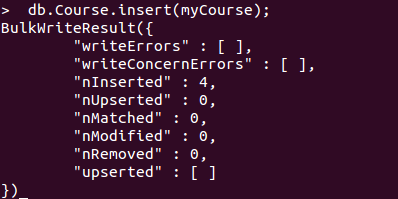 >  db.Course.insert(myCourse);
BulkWriteResult({
        "writeErrors" : [ ],
        "writeConcernErrors" : [ ],
        "nInserted" : 4,
        "nUpserted" : 0,
        "nMatched" : 0,
        "nModified" : 0,
        "nRemoved" : 0,
        "upserted" : [ ]
})